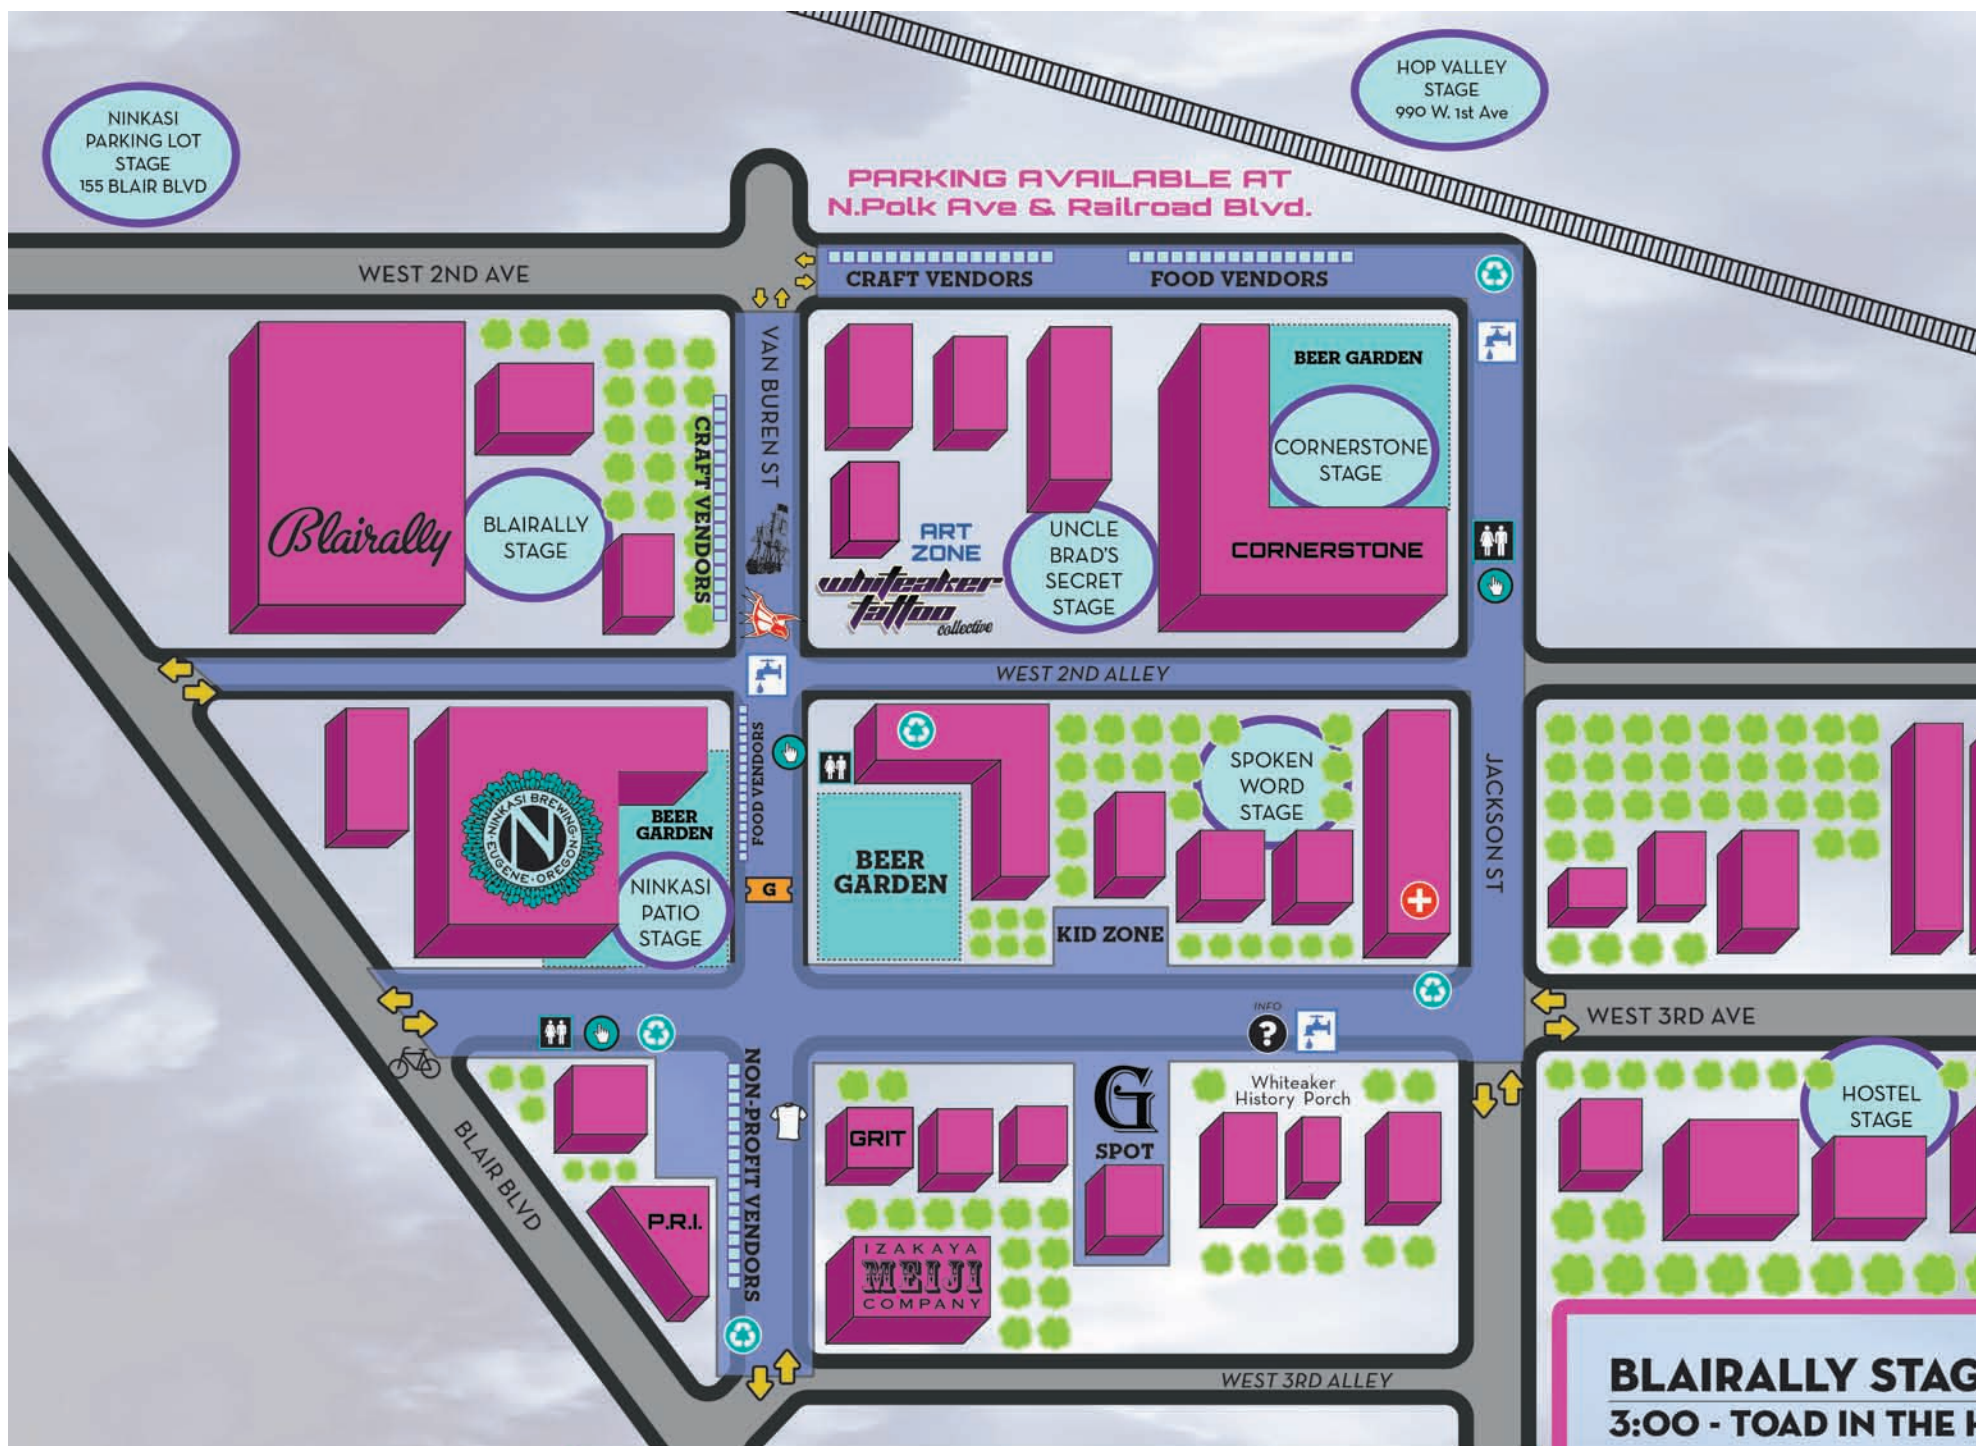 HOP VALLEY
STAGE
990 W. 1st Ave
NINKASI
PARKING LOT
STAGE
155 BLAIR BLVD
PARKING AVAILABLE AT
N.Polk Ave & Railroad Blvd.
WEST 2ND AVE
CRAFT VENDORS
FOOD VENDORS
VAN BUREN ST
BEER GARDEN
CORNERSTONE
STAGE
CRAFT VENDORS
Blairally
BLAIRALLY
STAGE
ART
ZONE
whiteaker
tattoo
collective
UNCLE
BRAD'S
SECRET
STAGE
CORNERSTONE
WEST 2ND ALLEY
FOOD VENDORS
NINKASI BREWING
N
EUGENE · OREGON
BEER
GARDEN
NINKASI
PATIO
STAGE
G
BEER
GARDEN
SPOKEN
WORD
STAGE
KID ZONE
JACKSON ST
INFO
?
WEST 3RD AVE
BLAIR BLVD
NON-PROFIT VENDORS
P.R.I.
GRIT
G
SPOT
Whiteaker
History Porch
HOSTEL
STAGE
IZAKAYA
MEIJI
COMPANY
WEST 3RD ALLEY
BLAIRALLY STAG
3:00 - TOAD IN THE H